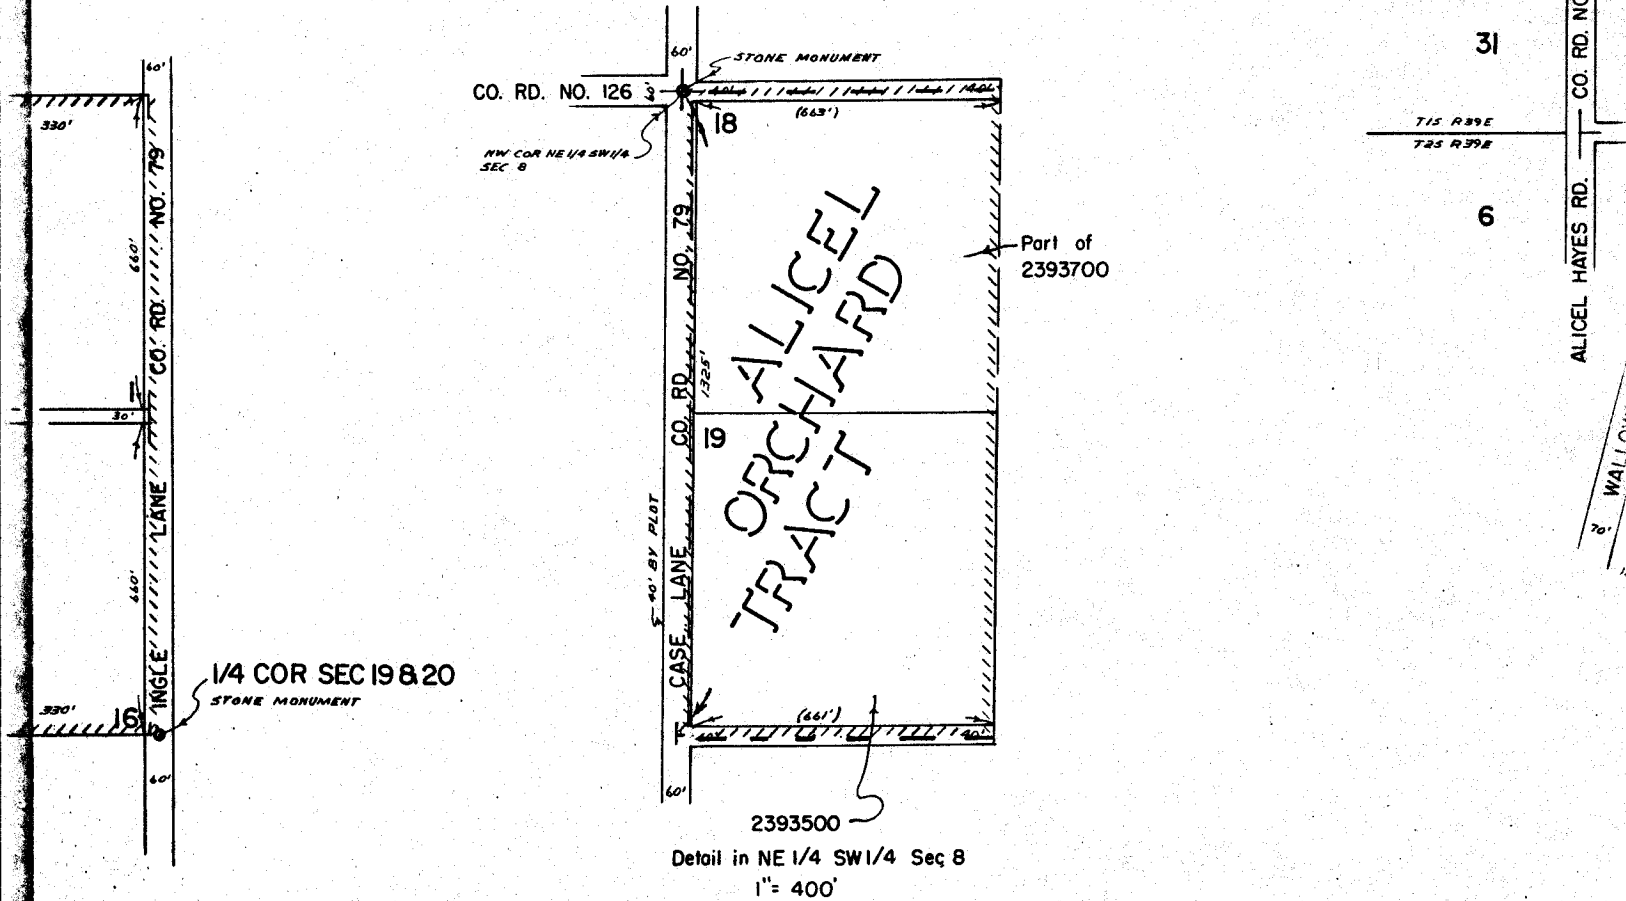 60'
330'
660'
INGLE LANE CO. RD. NO. 79
1
30'
660'
330'
16
1/4 COR SEC 19 & 20
STONE MONUMENT
60'
60'
STONE MONUMENT
CO. RD. NO. 126
60'
40'
40'
(663')
18
NW COR NE 1/4 SW 1/4
SEC 8
CASE LANE CO. RD. NO. 79
1325'
40' BY PLOT
19
ALICEL
ORCHARD
TRACT
Part of
2393700
(661')
40'
40'
60'
2393500
Detail in NE 1/4 SW 1/4 Sec 8
1" = 400'
31
T1S R39E
T2S R39E
6
ALICEL HAYES RD. — CO. RD. NO
70'